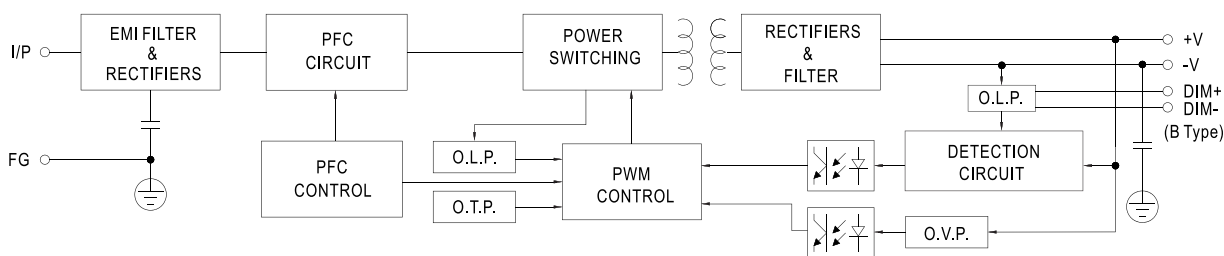 I/P
EMI FILTER
&
RECTIFIERS
PFC
CIRCUIT
POWER
SWITCHING
RECTIFIERS
&
FILTER
+V
-V
O.L.P.
DIM+
DIM-
(B Type)
FG
PFC
CONTROL
O.L.P.
O.T.P.
PWM
CONTROL
DETECTION
CIRCUIT
O.V.P.